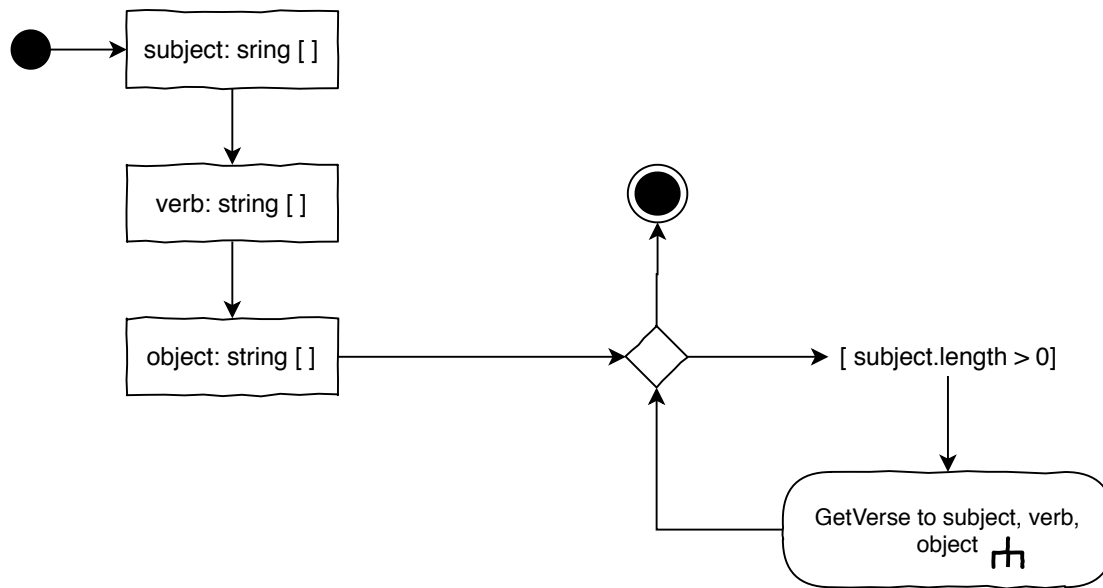 subject: sring [ ]
verb: string [ ]
object: string [ ]
[ subject.length > 0]
GetVerse to subject, verb,
object